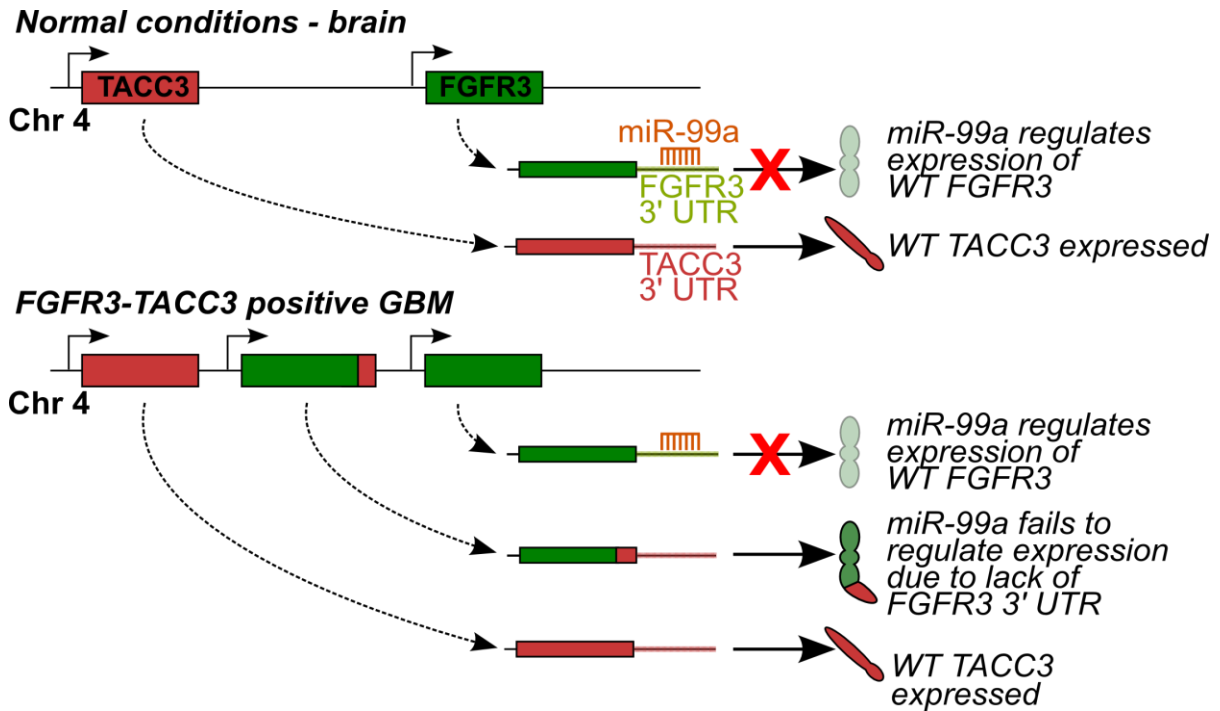 Normal conditions - brain
TACC3
FGFR3
Chr 4
miR-99a
FGFR3
3' UTR
miR-99a regulates
expression of
WT FGFR3
X
TACC3
3' UTR
WT TACC3 expressed
FGFR3-TACC3 positive GBM
Chr 4
X
miR-99a regulates
expression of
WT FGFR3
miR-99a fails to
regulate expression
due to lack of
FGFR3 3' UTR
WT TACC3
expressed